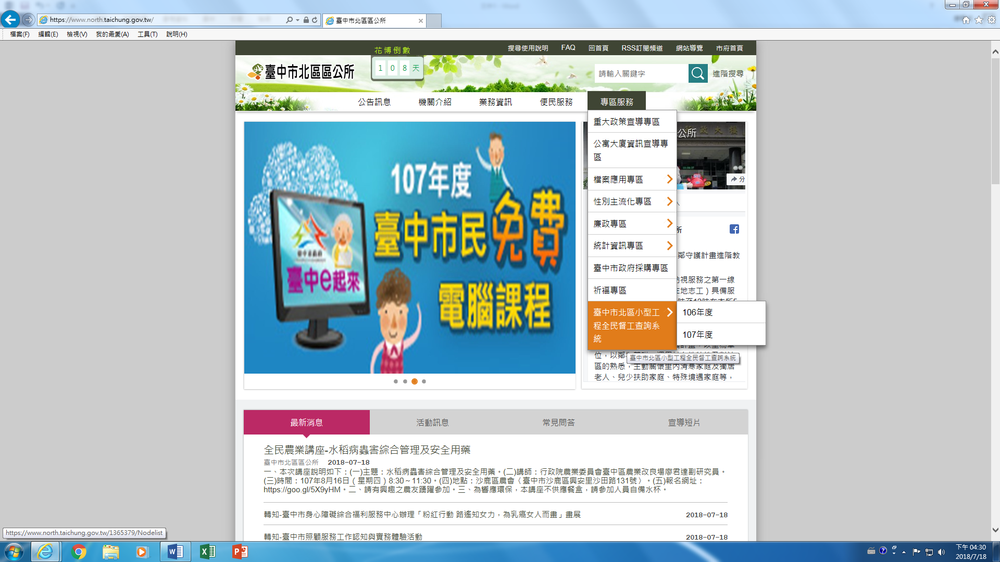 https://www.north.taichung.gov.tw/
臺中市北區區公所
檔案(F) 編輯(E) 檢視(V) 我的最愛(A) 工具(T) 說明(H)
花博倒數
108天
搜尋使用說明 FAQ 回首頁 RSS訂閱頻道 網站導覽 市府首頁
臺中市北區區公所
請輸入關鍵字
進階搜尋
公告訊息 機關介紹 業務資訊 便民服務 專區服務
重大政策宣導專區
公寓大廈資訊宣導專
區
檔案應用專區
性別主流化專區
廉政專區
統計資訊專區
臺中市政府採購專區
祈福專區
臺中市北區小型工
程全民督工查詢系
統
106年度
107年度
臺中市北區小型工程全民督工查詢系統
107年度
臺中市民免費
電腦課程
臺中e起來
公所
分
所
鄰守護計畫進階教
訪視服務之第一線
在地志工）具備服
區的熟悉，主動關懷里內清寒家庭及獨居
老人、兒少扶助家庭、特殊境遇家庭等，
最新消息 活動訊息 常見問答 宣導短片
全民農業講座-水稻病蟲害綜合管理及安全用藥
臺中市北區區公所 2018-07-18
一、本次講座說明如下：(一)主題：水稻病蟲害綜合管理及安全用藥。(二)講師：行政院農業委員會臺中區農業改良場廖君達副研究員。
(三)時間：107年8月16日（星期四）8:30～11:30。(四)地點：沙鹿區農會〈臺中市沙鹿區興安里沙田路131號〉。(五)報名網址：
https://goo.gl/5X9yHM。二、請有興趣之農友踴躍參加。三、為響應環保，本講座不供應餐盒，請參加人員自備水杯。
轉知-臺中市身心障礙綜合福利服務中心辦理「粉紅行動 路遙知女力，為乳癌女人而畫」畫展 2018-07-18
轉知-臺中市照顧服務工作認知與實務體驗活動 2018-07-18
https://www.north.taichung.gov.tw/1365379/Nodelist
下午 04:30
2018/7/18